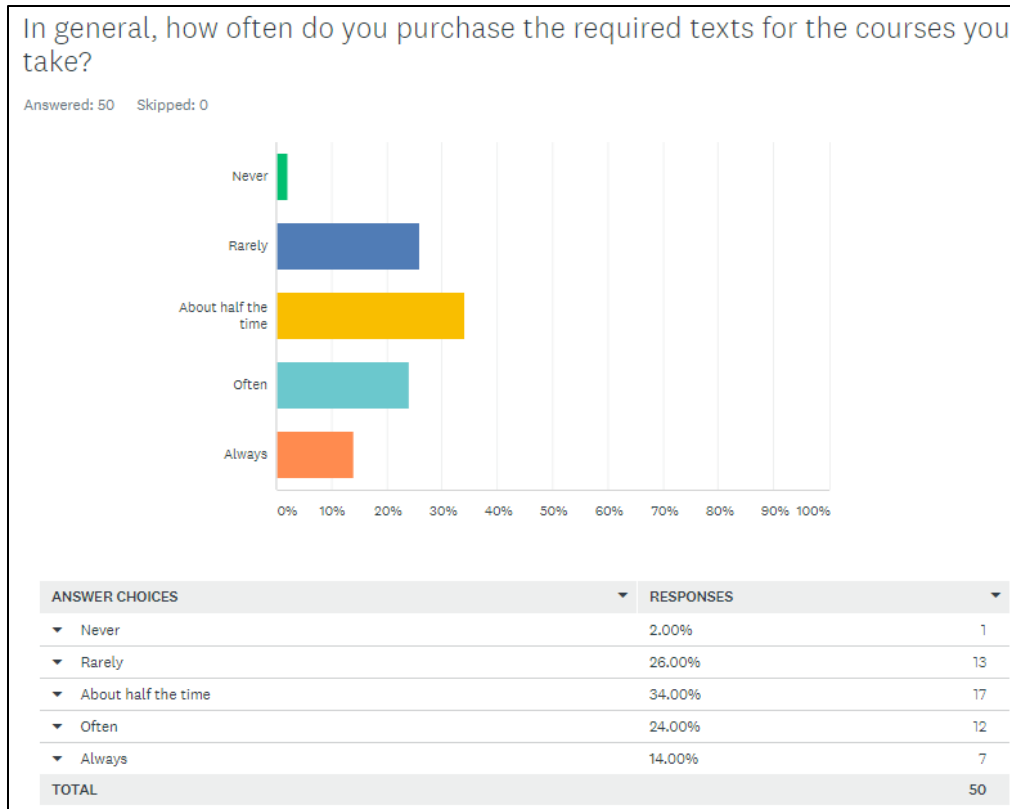 In general, how often do you purchase the required texts for the courses you
take?
Answered: 50 Skipped: 0
Never
Rarely
About half the
time
Often
Always
0% 10% 20% 30% 40% 50% 60% 70% 80% 90% 100%
ANSWER CHOICES RESPONSES
Never 2.00% 1
Rarely 26.00% 13
About half the time 34.00% 17
Often 24.00% 12
Always 14.00% 7
TOTAL 50